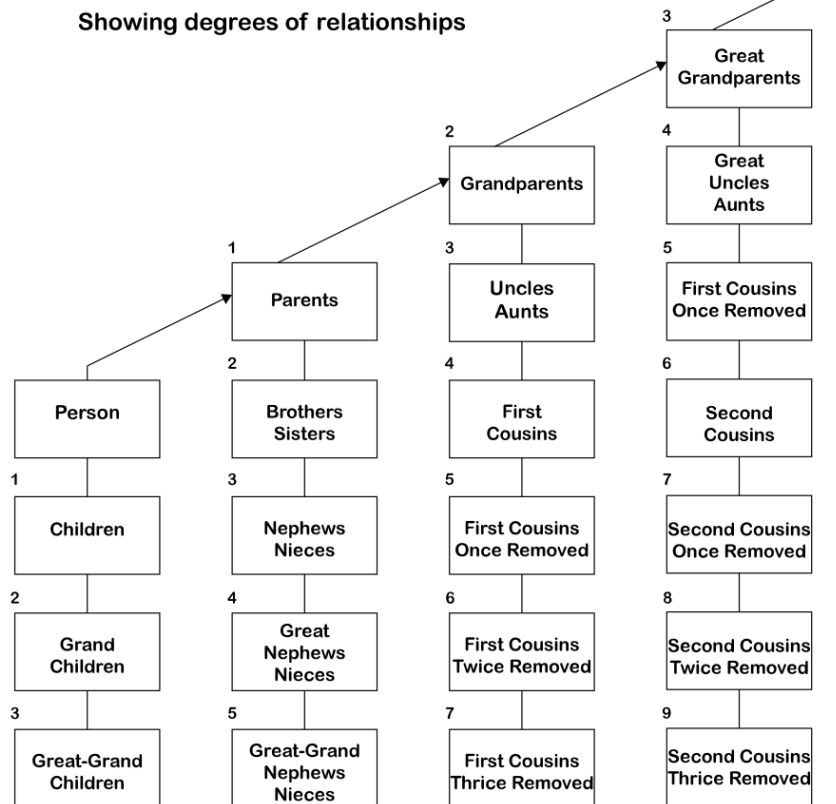 Showing degrees of relationships
3
Great
Grandparents
2
Grandparents
4
Great
Uncles
Aunts
1
Parents
3
Uncles
Aunts
5
First Cousins
Once Removed
Person
2
Brothers
Sisters
4
First
Cousins
6
Second
Cousins
1
Children
3
Nephews
Nieces
5
First Cousins
Once Removed
7
Second Cousins
Once Removed
2
Grand
Children
4
Great
Nephews
Nieces
6
First Cousins
Twice Removed
8
Second Cousins
Twice Removed
3
Great-Grand
Children
5
Great-Grand
Nephews
Nieces
7
First Cousins
Thrice Removed
9
Second Cousins
Thrice Removed